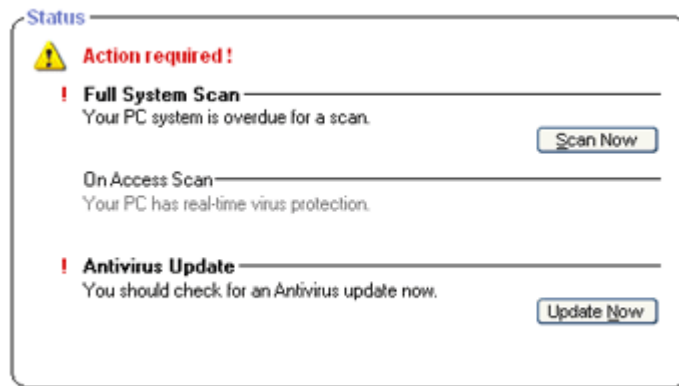 Status
Action required !
! Full System Scan
Your PC system is overdue for a scan.
Scan Now
On Access Scan
Your PC has real-time virus protection.
! Antivirus Update
You should check for an Antivirus update now.
Update Now